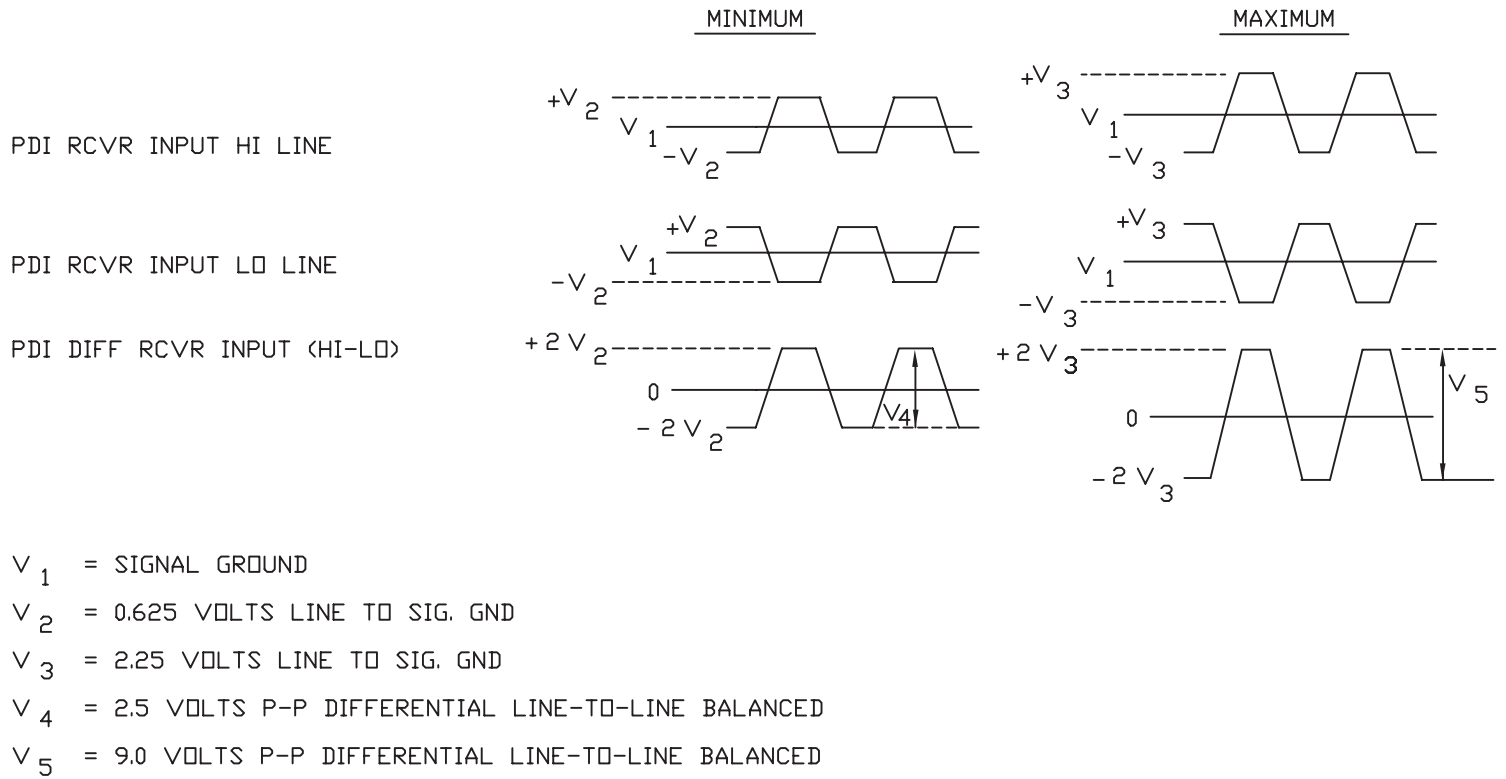 MINIMUM
MAXIMUM
PDI RCVR INPUT HI LINE
+V 2
V 1
-V 2
+V 3
V 1
-V 3
PDI RCVR INPUT LO LINE
+V 2
V 1
-V 2
+V 3
V 1
-V 3
PDI DIFF RCVR INPUT (HI-LO)
+ 2 V 2
0
- 2 V 2
V4
+ 2 V 3
0
- 2 V 3
V 5
V 1 = SIGNAL GROUND
V 2 = 0.625 VOLTS LINE TO SIG. GND
V 3 = 2.25 VOLTS LINE TO SIG. GND
V 4 = 2.5 VOLTS P-P DIFFERENTIAL LINE-TO-LINE BALANCED
V 5 = 9.0 VOLTS P-P DIFFERENTIAL LINE-TO-LINE BALANCED